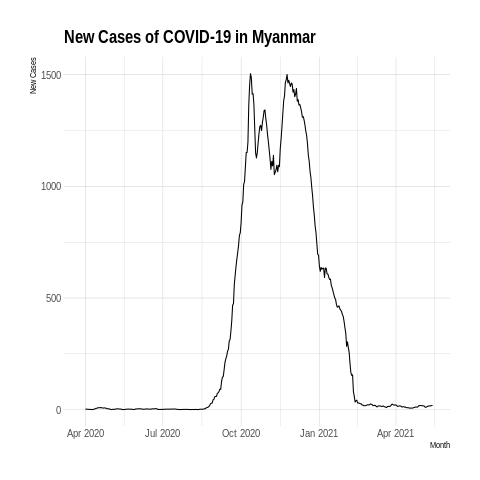 New Cases of COVID-19 in Myanmar
New Cases
1500
1000
500
0
Apr 2020 Jul 2020 Oct 2020 Jan 2021 Apr 2021
Month